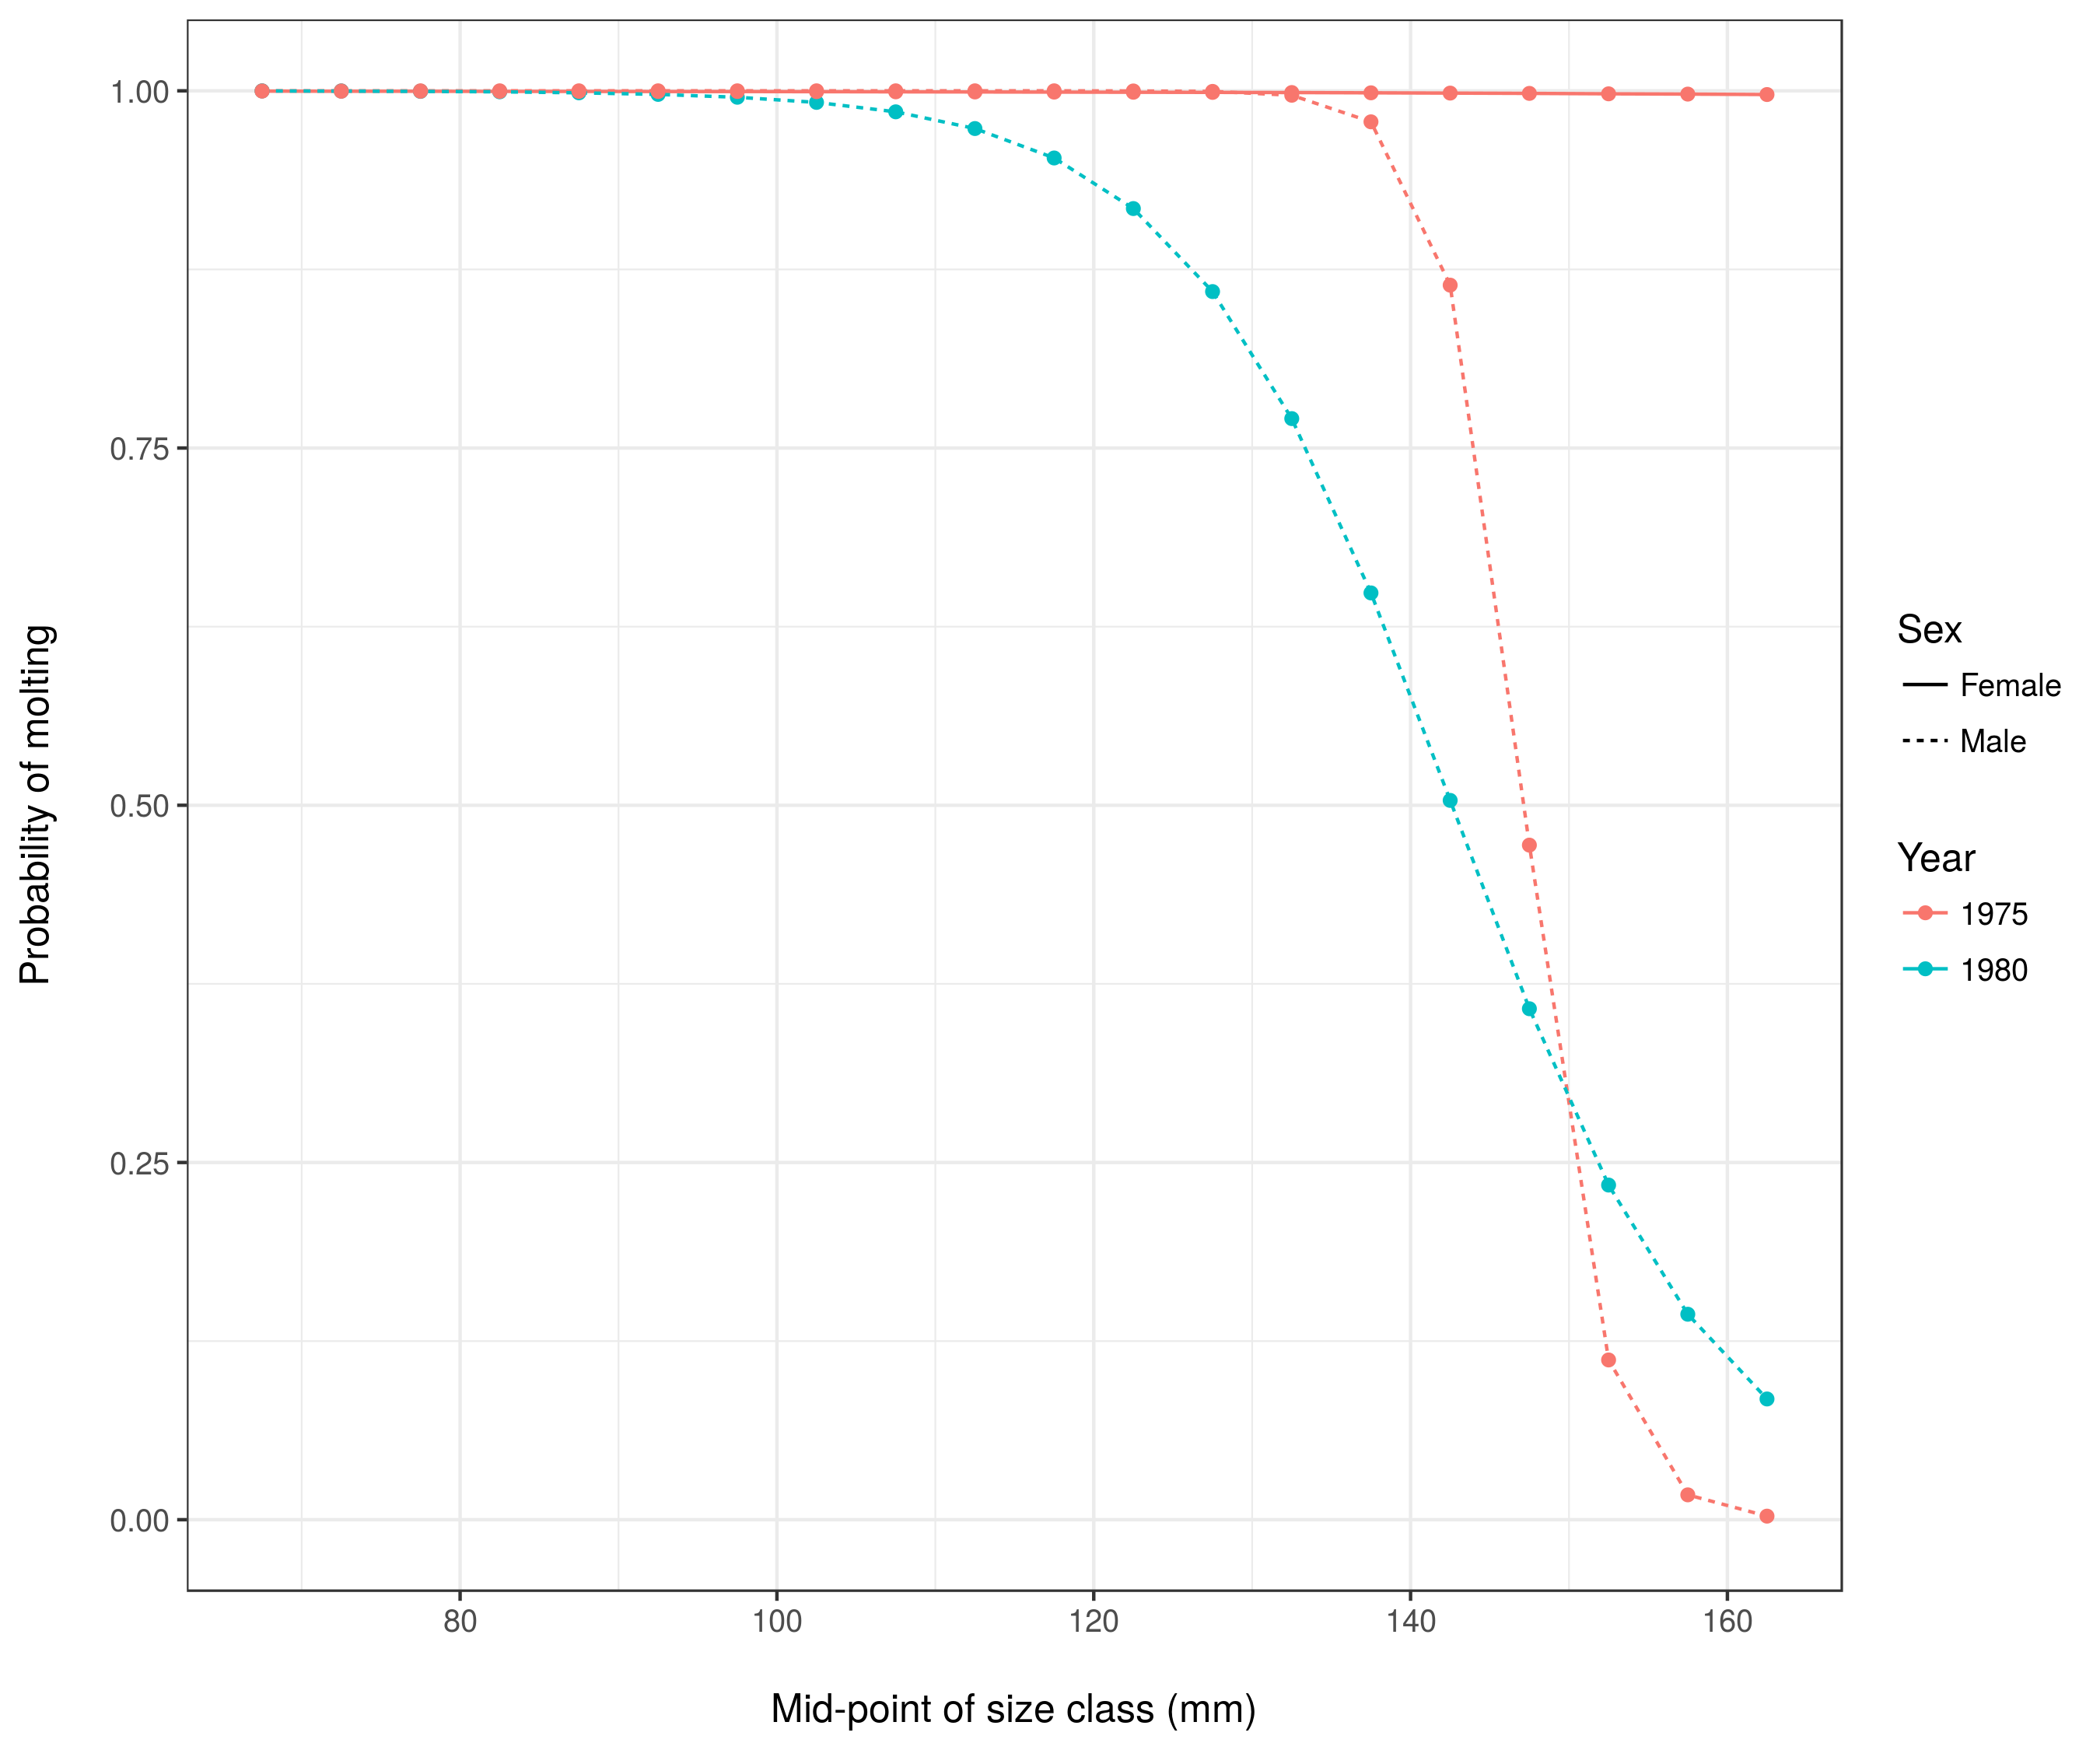 Probability of molting
1.00
0.75
0.50
0.25
0.00
80 100 120 140 160
Mid-point of size class (mm)
Sex
Female
Male
Year
1975
1980